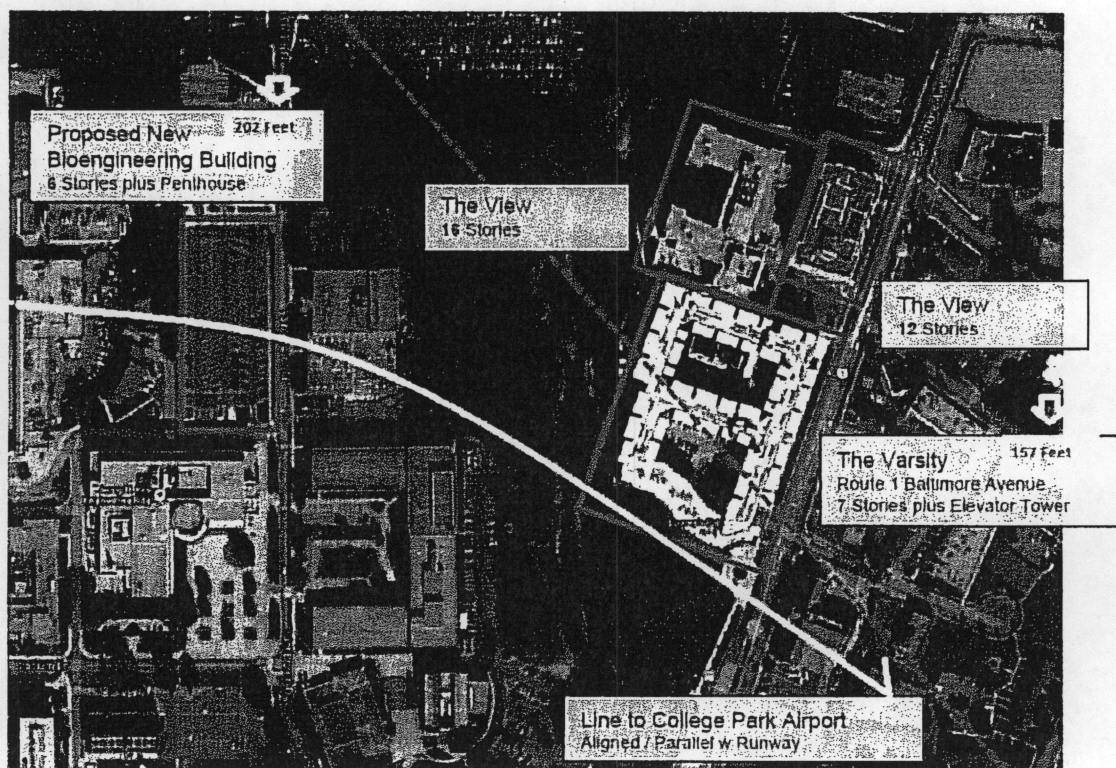 Proposed New 202 Feet
Bioengineering Building
6 Stories plus Penthouse
The View
16 Stories
The View
12 Stories
1
The Varsity 157 Feet
Route 1 Baltimore Avenue
7 Stories plus Elevator Tower
Line to College Park Airport
Aligned / Parallel w Runway